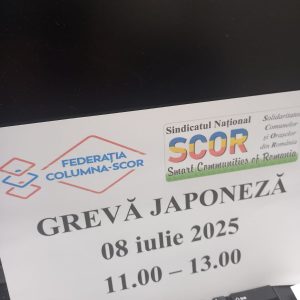 FEDERAȚIA
COLUMNA-SCOR
Sindicatul Național
SCOR
Smart Communities of Romania
Solidaritatea
Comunelor
și Orașelor
din România
GREVĂ JAPONEZĂ
08 iulie 2025
11.00 – 13.00